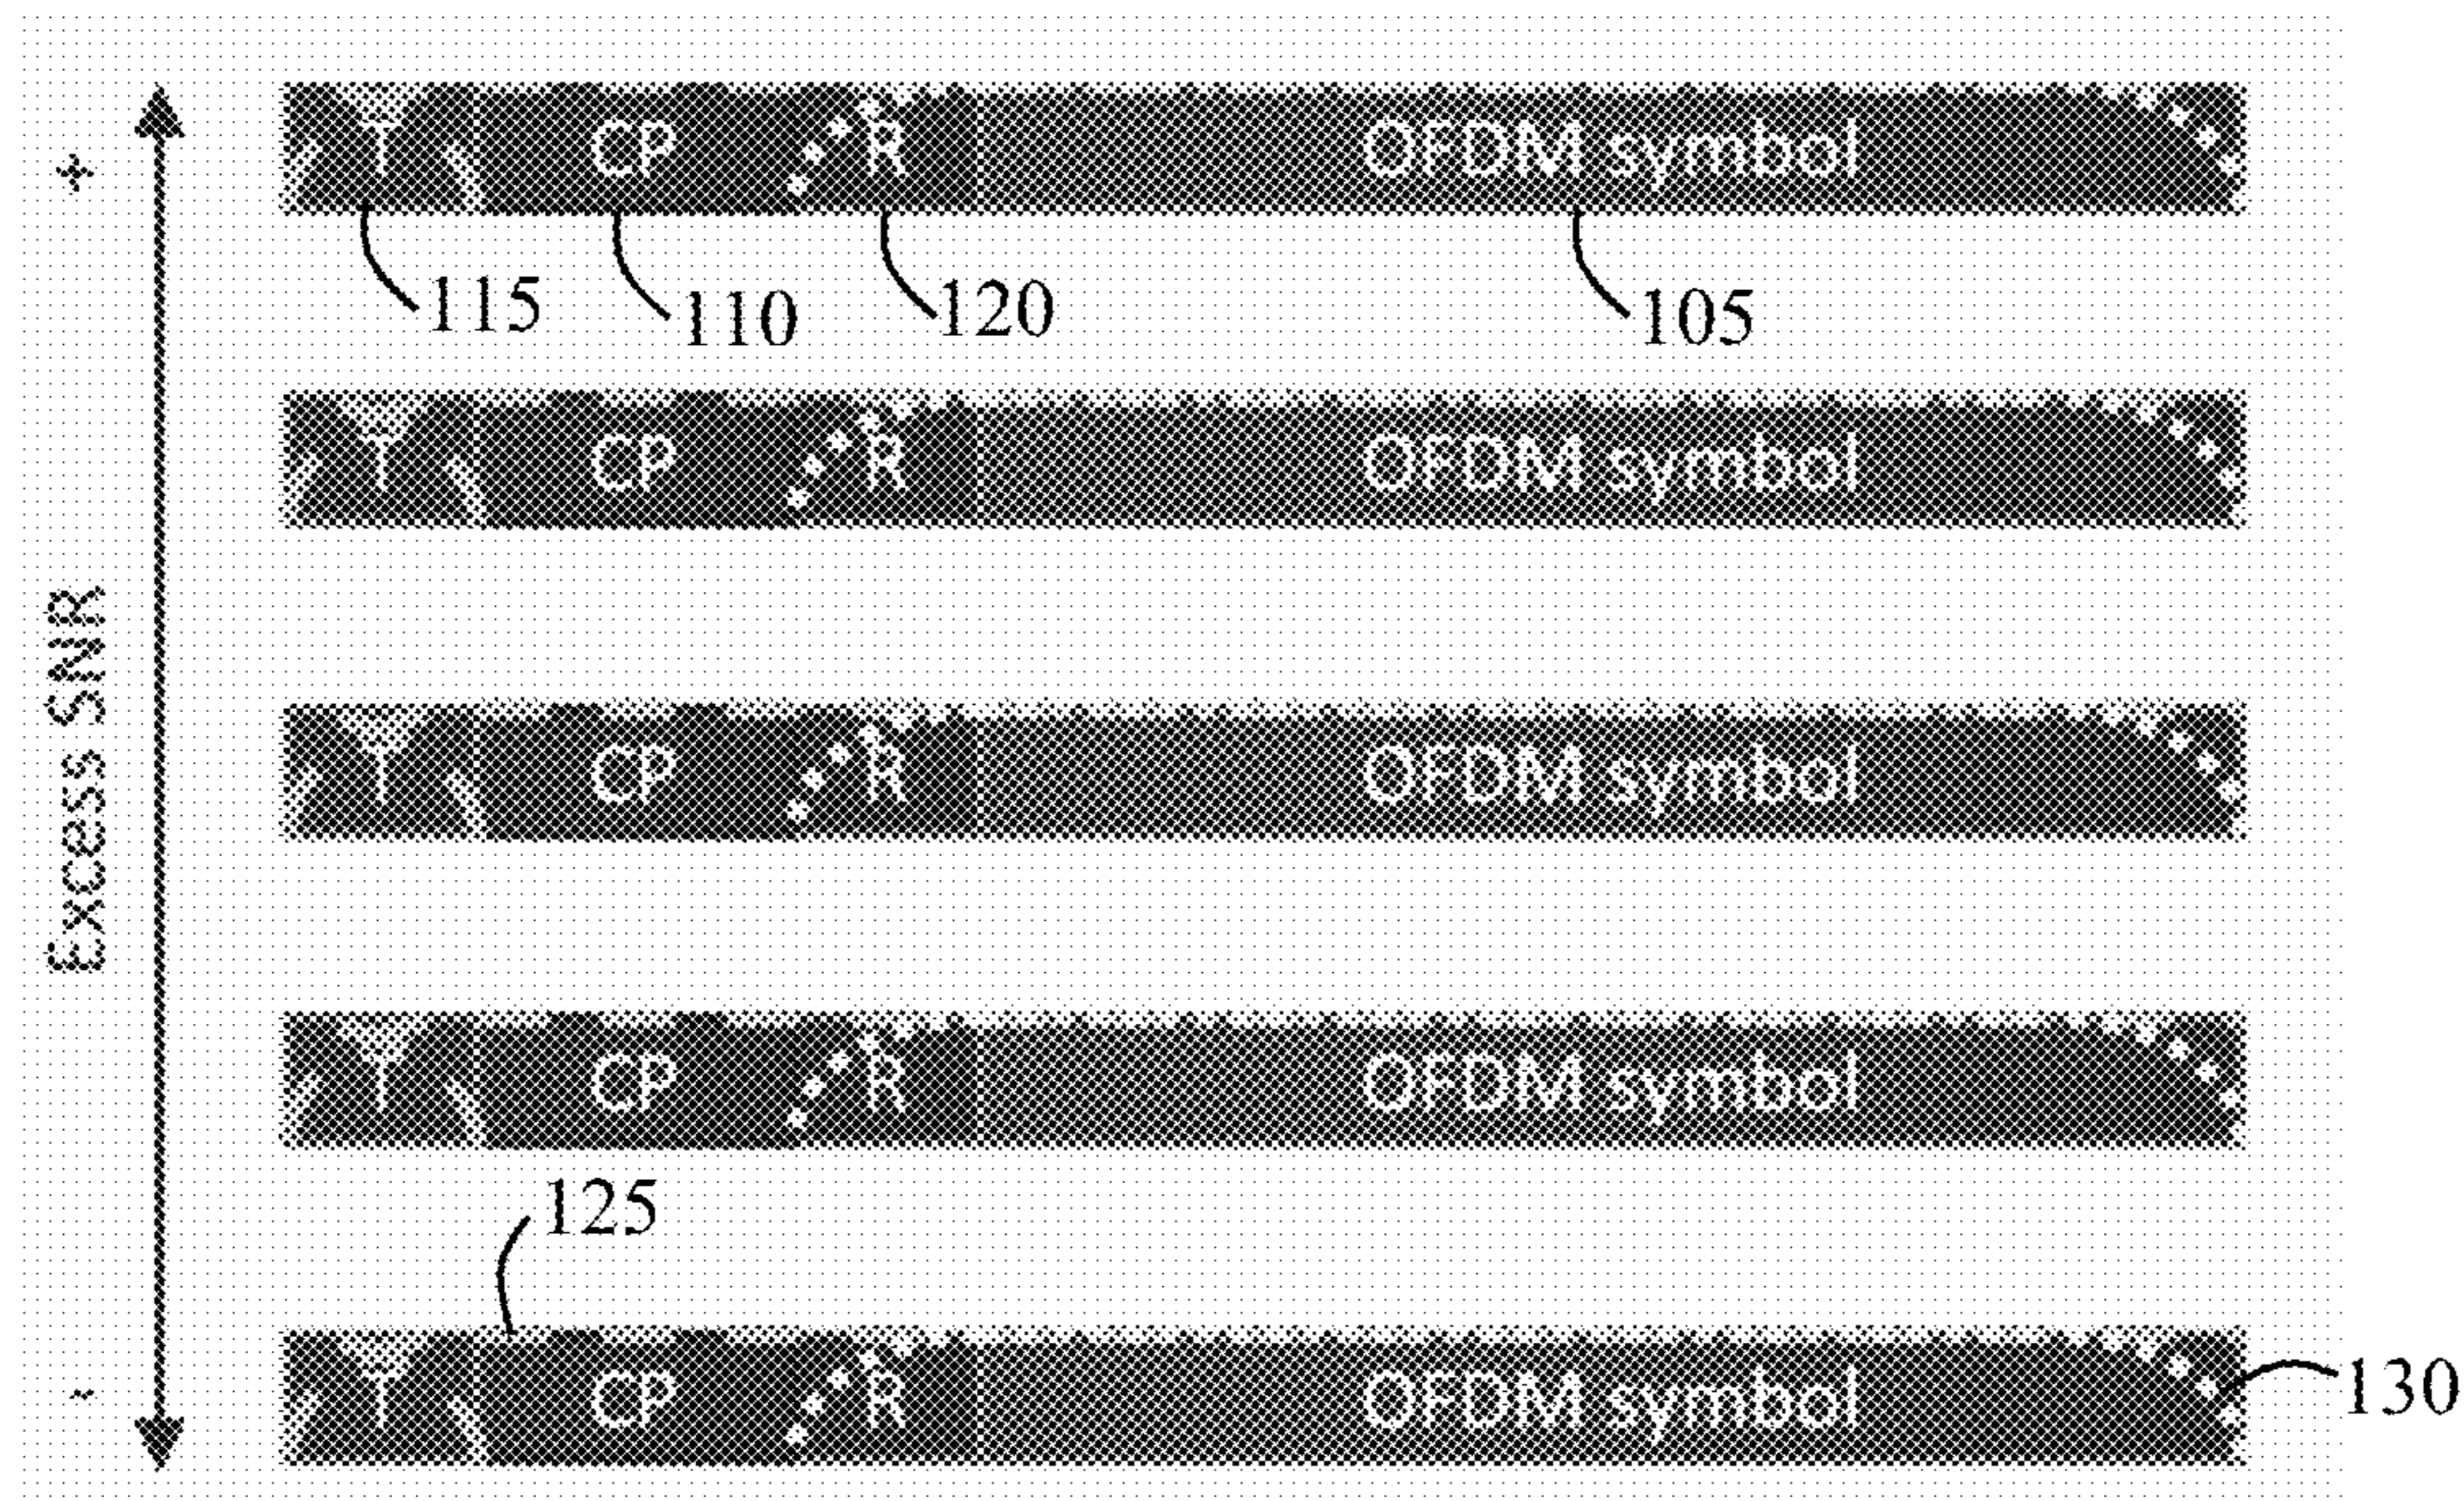 +
T CP R OFDM symbol
115 110 120 105
T CP R OFDM symbol
Excess SNR
T CP R OFDM symbol
T CP R OFDM symbol
125
-
T CP R OFDM symbol
130